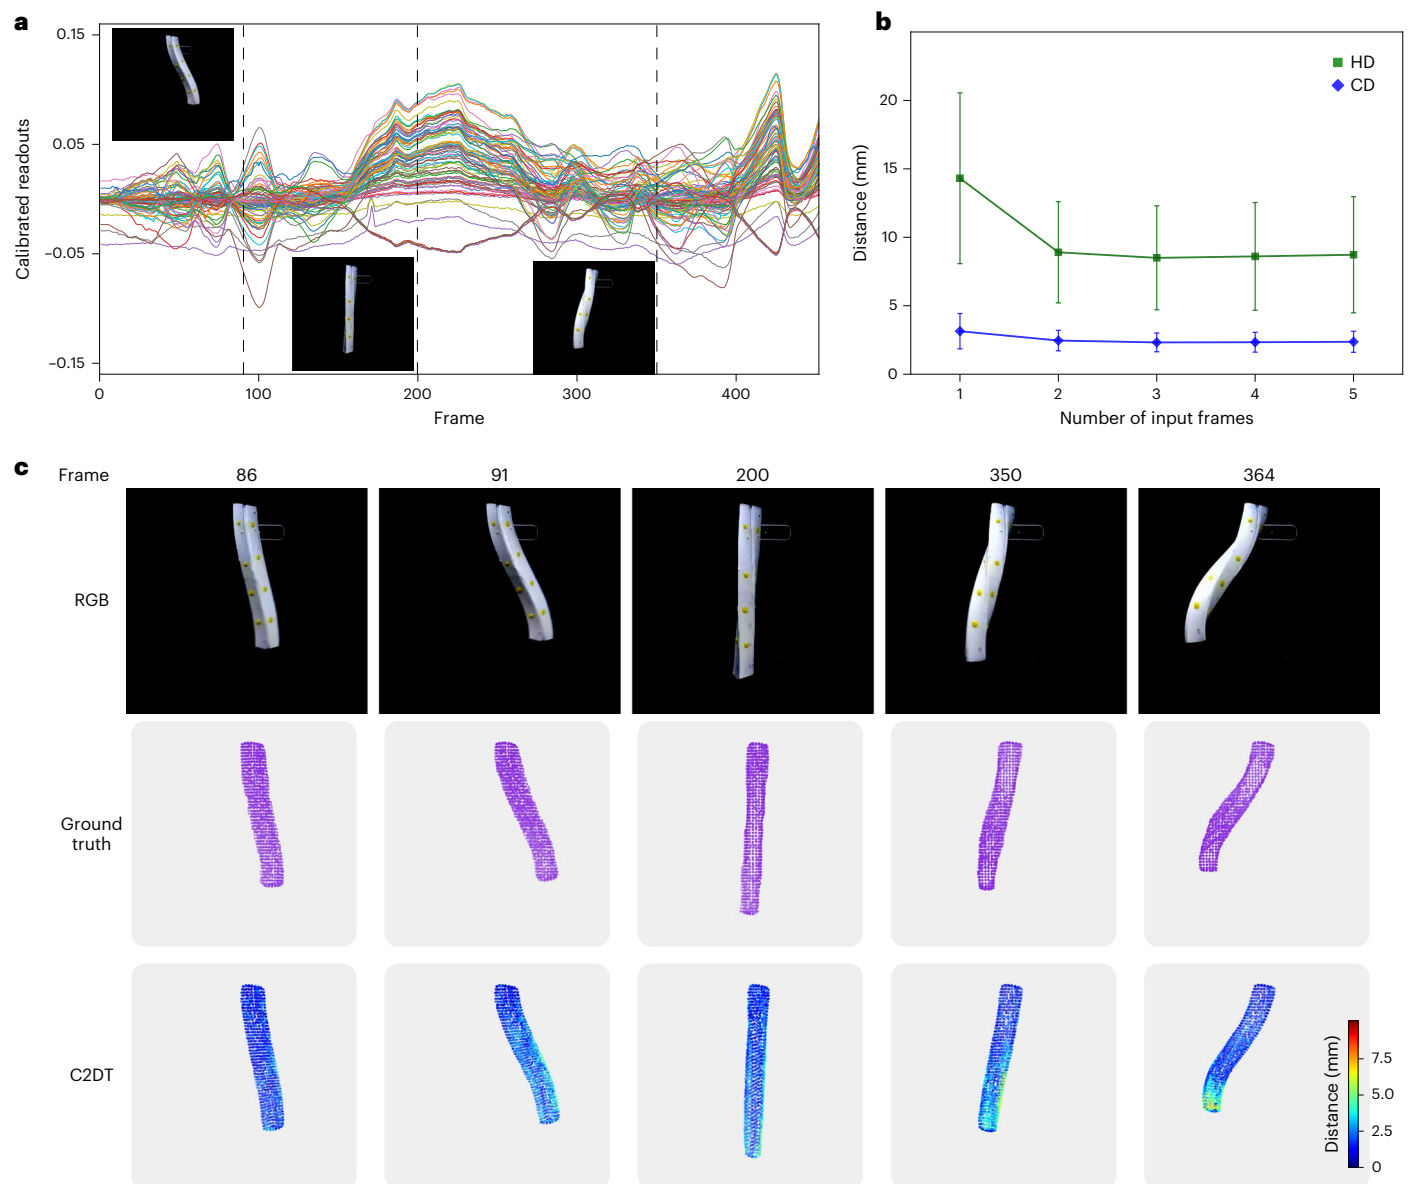 a
0.15
0.05
−0.05
−0.15
Calibrated readouts
0
100
200
300
400
Frame
b
HD
CD
20
15
10
5
0
Distance (mm)
1
2
3
4
5
Number of input frames
c
Frame
86
91
200
350
364
RGB
Ground
truth
C2DT
Distance (mm)
7.5
5.0
2.5
0